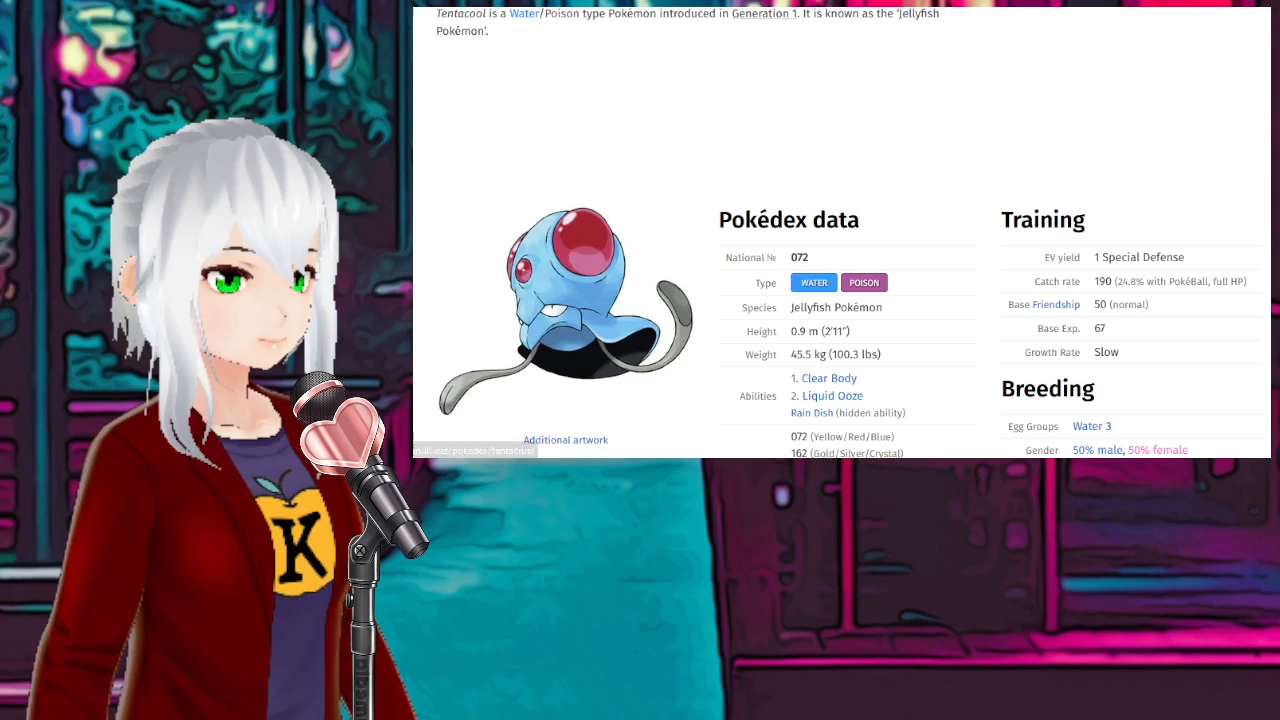 Tentacool is a Water/Poison type Pokémon introduced in Generation 1. It is known as the 'Jellyfish
Pokémon'.
Pokédex data
National № 072
Type WATER POISON
Species Jellyfish Pokémon
Height 0.9 m (2′11″)
Weight 45.5 kg (100.3 lbs)
Abilities 1. Clear Body
2. Liquid Ooze
Rain Dish (hidden ability)
072 (Yellow/Red/Blue)
162 (Gold/Silver/Crystal)
Training
EV yield 1 Special Defense
Catch rate 190 (24.8% with PokéBall, full HP)
Base Friendship 50 (normal)
Base Exp. 67
Growth Rate Slow
Breeding
Egg Groups Water 3
Gender 50% male, 50% female
Additional artwork
K